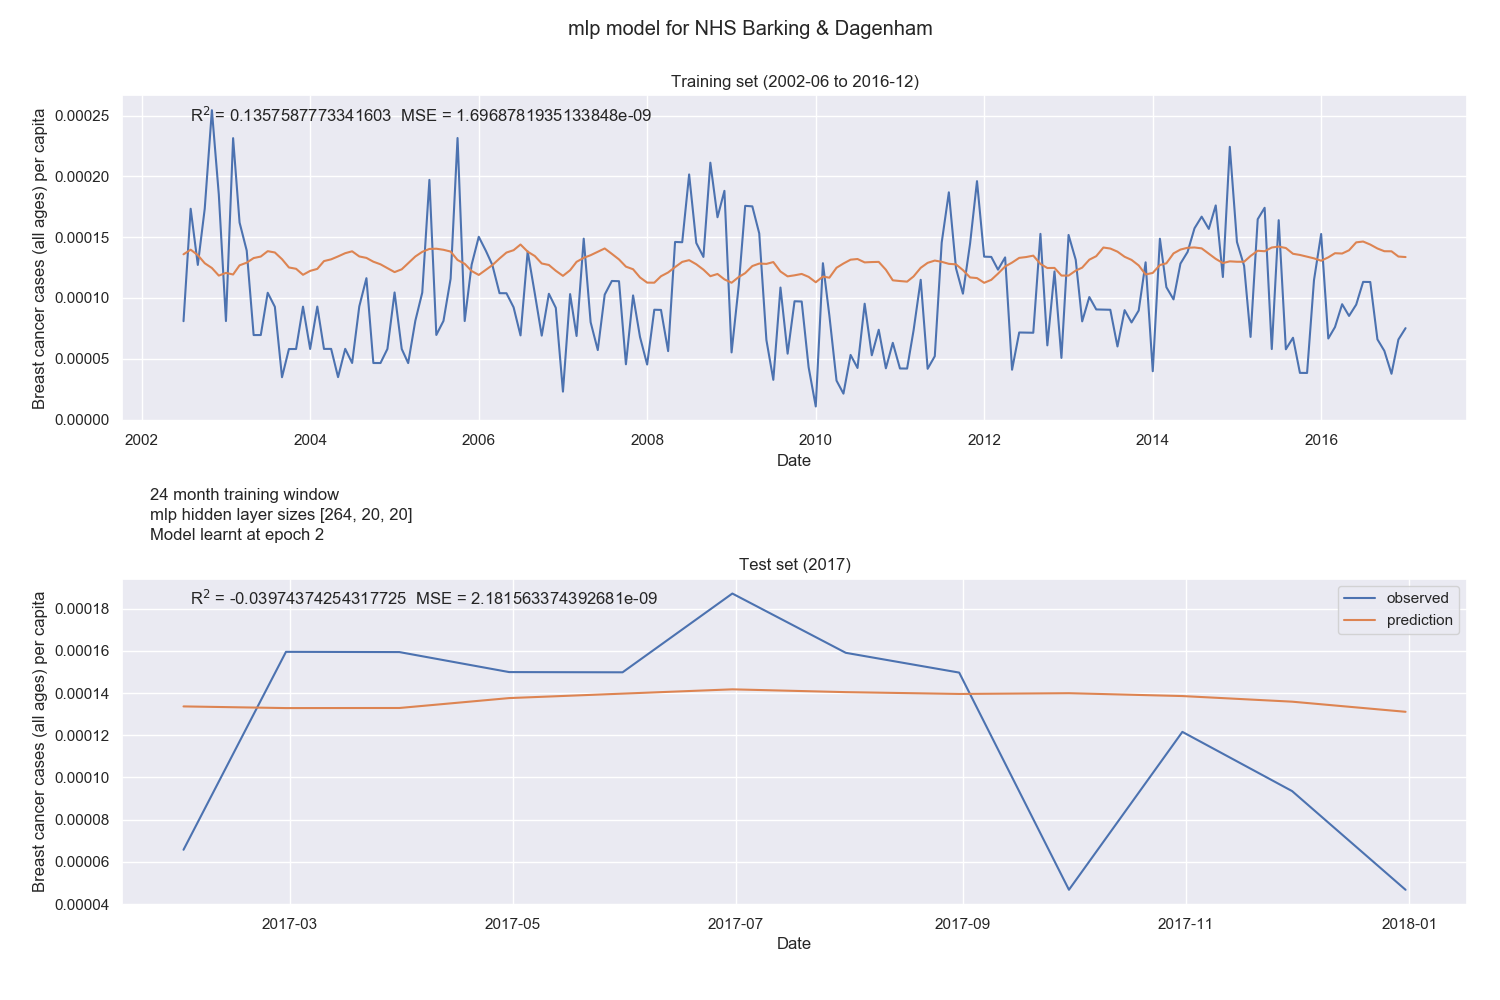 mlp model for NHS Barking & Dagenham
Training set (2002-06 to 2016-12)
R² = 0.1357587773341603 MSE = 1.6968781935133848e-09
Breast cancer cases (all ages) per capita
0.00025
0.00020
0.00015
0.00010
0.00005
0.00000
2002 2004 2006 2008 2010 2012 2014 2016
Date
24 month training window
mlp hidden layer sizes [264, 20, 20]
Model learnt at epoch 2
Test set (2017)
R² = -0.03974374254317725 MSE = 2.181563374392681e-09
observed
prediction
Breast cancer cases (all ages) per capita
0.00018
0.00016
0.00014
0.00012
0.00010
0.00008
0.00006
0.00004
2017-03 2017-05 2017-07 2017-09 2017-11 2018-01
Date